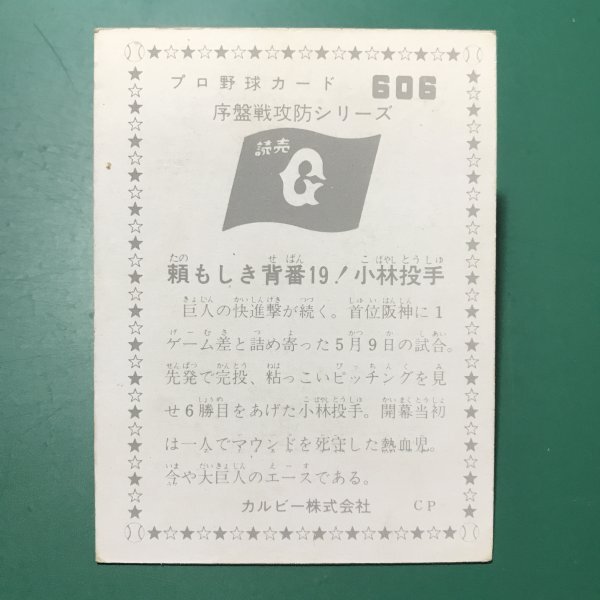 プロ野球カード 606
序盤戦攻防シリーズ
読売
G
頼もしき背番19!小林投手
巨人の快進撃が続く。首位阪神に1
ゲーム差と詰め寄った5月9日の試合。
先発で完投、粘っこいピッチングを見
せ6勝目をあげた小林投手。開幕当初
は一人でマウンドを死守した熱血児。
今や大巨人のエースである。
カルビー株式会社 CP